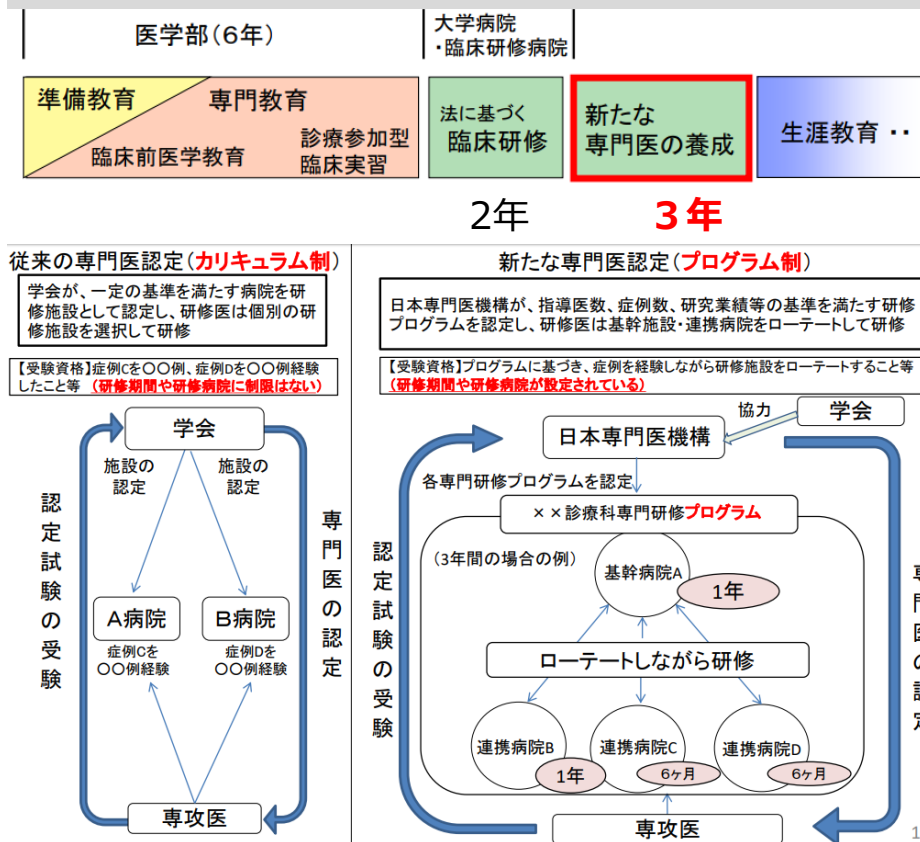 医学部(6年)
大学病院
・臨床研修病院
準備教育
専門教育
臨床前医学教育
診療参加型
臨床実習
法に基づく
臨床研修
新たな
専門医の養成
生涯教育 ・・
2年
3年
従来の専門医認定(カリキュラム制)
学会が、一定の基準を満たす病院を研
修施設として認定し、研修医は個別の研
修施設を選択して研修
【受験資格】症例Cを〇〇例、症例Dを〇〇例経験
したこと等 (研修期間や研修病院に制限はない)
学会
施設の
認定
施設の
認定
認定試験の受験
専門医の認定
A病院
B病院
症例Cを
〇〇例経験
症例Dを
〇〇例経験
専攻医
新たな専門医認定(プログラム制)
日本専門医機構が、指導医数、症例数、研究業績等の基準を満たす研修
プログラムを認定し、研修医は基幹施設・連携病院をローテートして研修
【受験資格】プログラムに基づき、症例を経験しながら研修施設をローテートすること等
(研修期間や研修病院が設定されている)
協力
学会
日本専門医機構
各専門研修プログラムを認定
××診療科専門研修プログラム
(3年間の場合の例)
基幹病院A
1年
認定試験の受験
専門医の認定
ローテートしながら研修
連携病院B
1年
連携病院C
6ヶ月
連携病院D
6ヶ月
専攻医
1